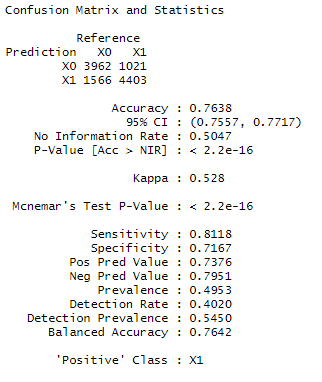 Confusion Matrix and Statistics
Reference
Prediction X0 X1
X0 3962 1021
X1 1566 4403
Accuracy : 0.7638
95% CI : (0.7557, 0.7717)
No Information Rate : 0.5047
P-Value [Acc > NIR] : < 2.2e-16
Kappa : 0.528
Mcnemar's Test P-Value : < 2.2e-16
Sensitivity : 0.8118
Specificity : 0.7167
Pos Pred Value : 0.7376
Neg Pred Value : 0.7951
Prevalence : 0.4953
Detection Rate : 0.4020
Detection Prevalence : 0.5450
Balanced Accuracy : 0.7642
'Positive' Class : X1